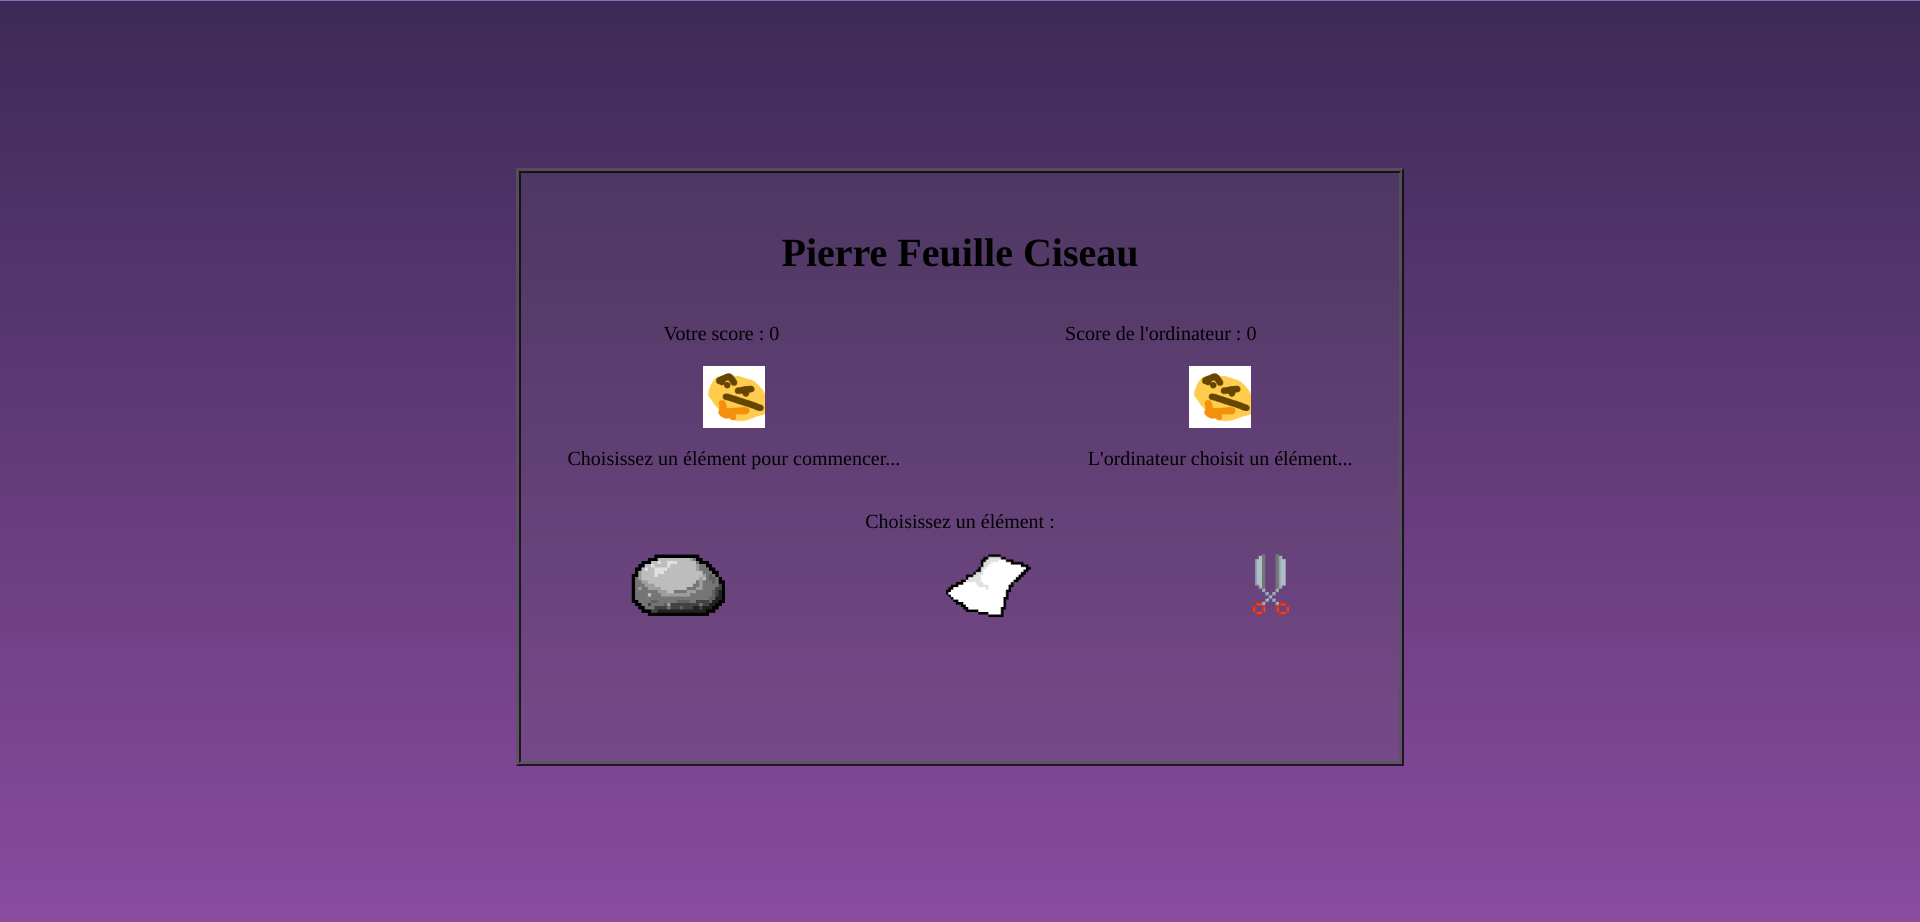 Pierre Feuille Ciseau
Votre score : 0
Score de l'ordinateur : 0
Choisissez un élément pour commencer...
L'ordinateur choisit un élément...
Choisissez un élément :